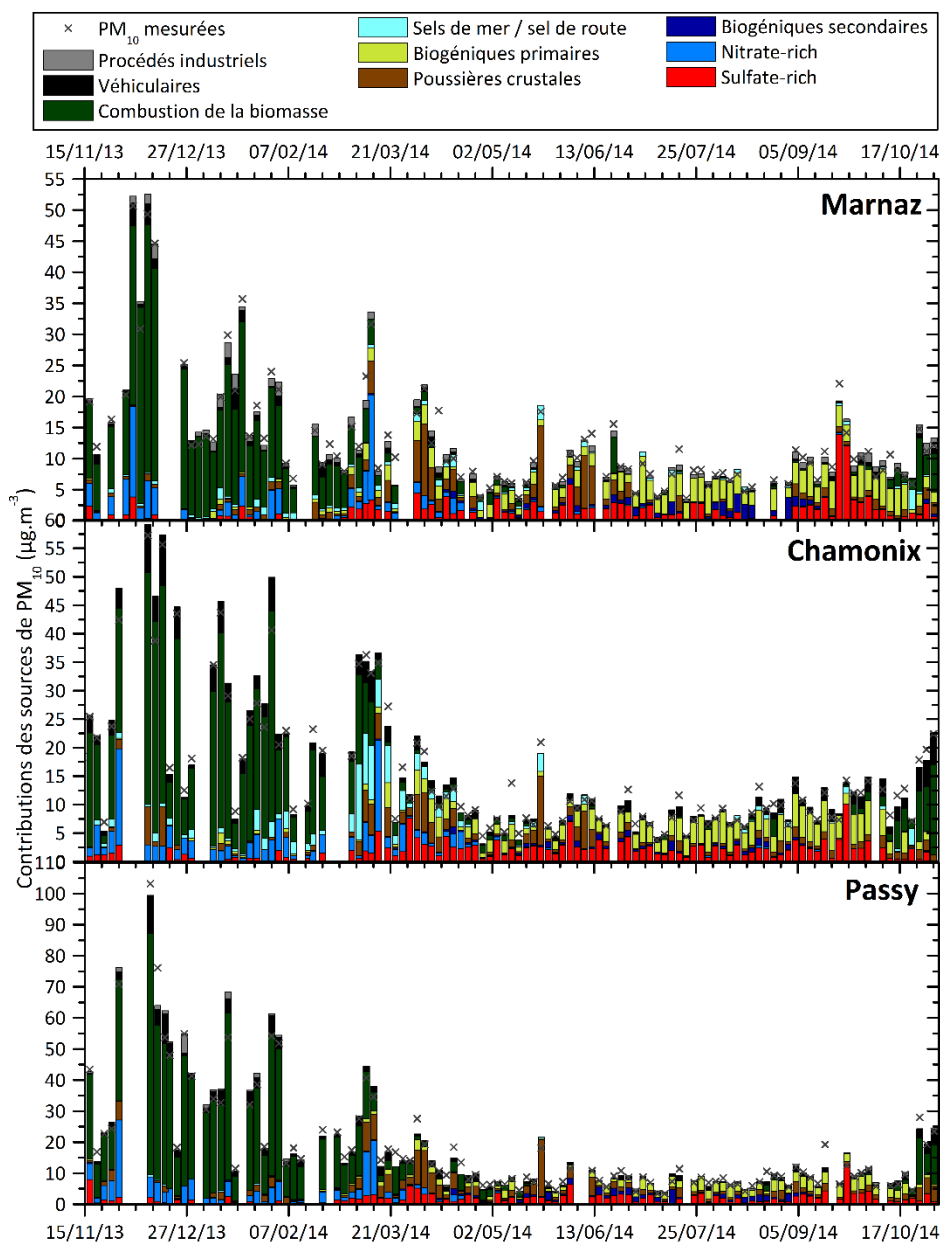 × PM10 mesurées
Procédés industriels
Véhiculaires
Combustion de la biomasse
Sels de mer / sel de route
Biogéniques primaires
Poussières crustales
Biogéniques secondaires
Nitrate-rich
Sulfate-rich
15/11/13 27/12/13 07/02/14 21/03/14 02/05/14 13/06/14 25/07/14 05/09/14 17/10/14
Contributions des sources de PM10 (µg.m-3)
Marnaz
55
50
45
40
35
30
25
20
15
10
5
60
Chamonix
55
50
45
40
35
30
25
20
15
10
5
110
Passy
100
90
80
70
60
50
40
30
20
10
0
15/11/13 27/12/13 07/02/14 21/03/14 02/05/14 13/06/14 25/07/14 05/09/14 17/10/14